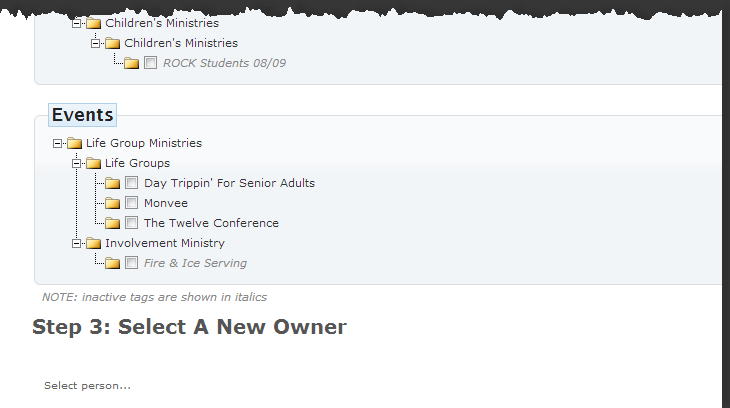 Children's Ministries
Children's Ministries
ROCK Students 08/09
Events
Life Group Ministries
Life Groups
Day Trippin' For Senior Adults
Monvee
The Twelve Conference
Involvement Ministry
Fire & Ice Serving
NOTE: inactive tags are shown in italics
Step 3: Select A New Owner
Select person...